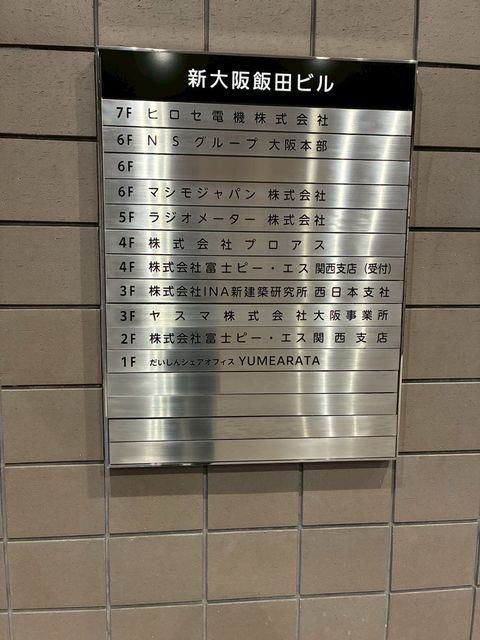 新大阪飯田ビル
7F ヒロセ電機株式会社
6F NS グループ 大阪本部
6F
6F マシモジャパン 株式会社
5F ラジオメーター 株式会社
4F 株式会社プロアス
4F 株式会社富士ピー・エス 関西支店（受付）
3F 株式会社INA新建築研究所 西日本支社
3F ヤスマ株式会社大阪事業所
2F 株式会社富士ピー・エス関西支店
1F だいしんシェアオフィス YUMEARATA